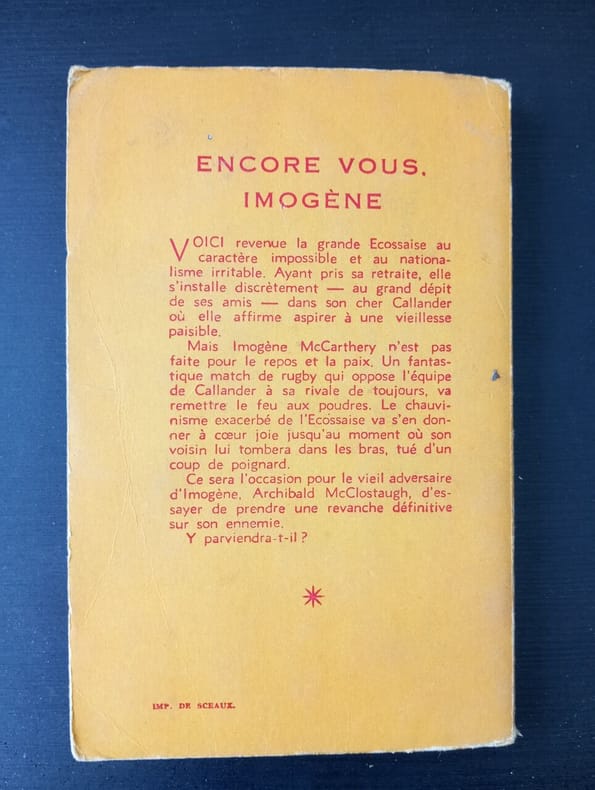 ENCORE VOUS,
IMOGÈNE
VOICI revenue la grande Ecossaise au
caractère impossible et au nationa-
lisme irritable. Ayant pris sa retraite, elle
s'installe discrètement — au grand dépit
de ses amis — dans son cher Callander
où elle affirme aspirer à une vieillesse
paisible.
Mais Imogène McCarthery n'est pas
faite pour le repos et la paix. Un fantas-
tique match de rugby qui oppose l'équipe
de Callander à sa rivale de toujours, va
remettre le feu aux poudres. Le chauvi-
nisme exacerbé de l'Ecossaise va s'en don-
ner à cœur joie jusqu'au moment où son
voisin lui tombera dans les bras, tué d'un
coup de poignard.
Ce sera l'occasion pour le vieil adversaire
d'Imogène, Archibald McClostaugh, d'es-
sayer de prendre une revanche définitive
sur son ennemie.
Y parviendra-t-il ?
IMP. DE SCEAUX.